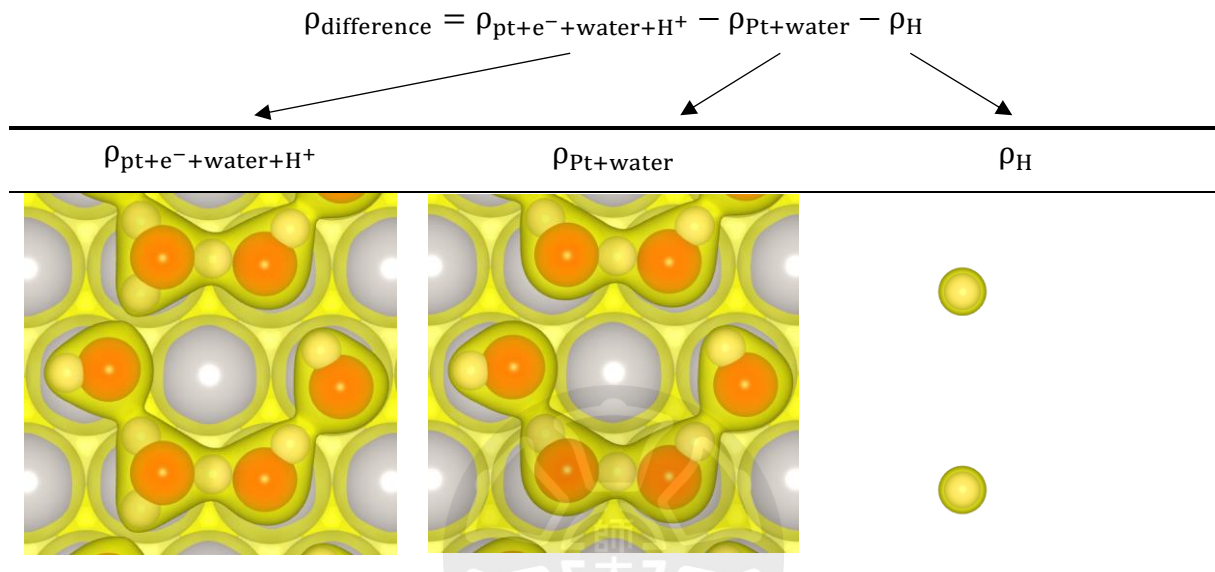 ρdifference = ρpt+e⁻+water+H⁺ − ρPt+water − ρH
ρpt+e⁻+water+H⁺ ρPt+water ρH